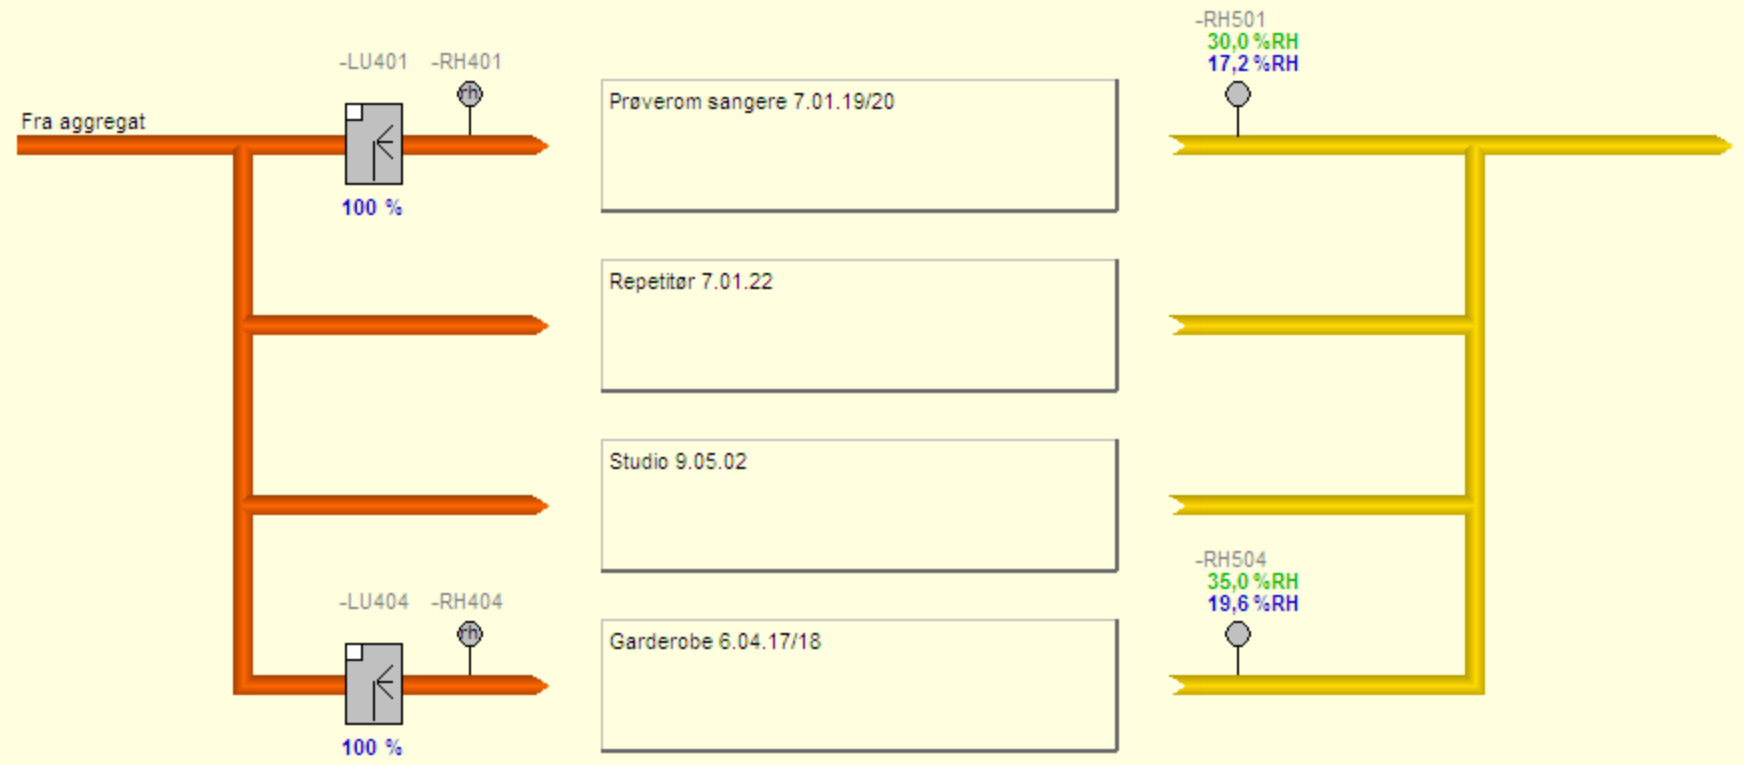 -RH501
30,0 %RH
17,2 %RH
-LU401 -RH401
rh
Prøverom sangere 7.01.19/20
Fra aggregat
100 %
Repetitør 7.01.22
Studio 9.05.02
-RH504
35,0 %RH
19,6 %RH
-LU404 -RH404
rh
Garderobe 6.04.17/18
100 %